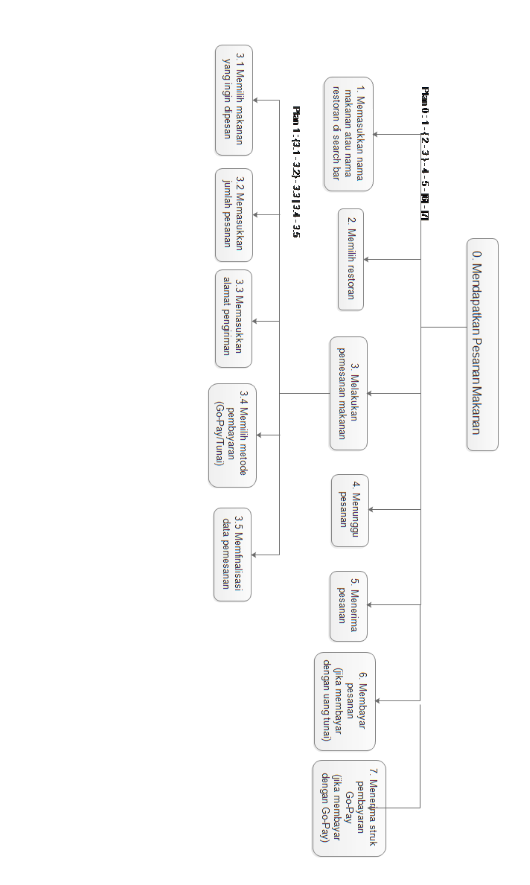 0. Mendapatkan Pesanan Makanan
Plan 0 : 1 - { 2 - 3 } - 4 - 5 - [6] - [7]
1. Memasukkan nama
makanan atau nama
restoran di search bar
2. Memilih restoran
3. Melakukan
pemesanan makanan
4. Menunggu
pesanan
5. Menerima
pesanan
6. Membayar
pesanan
(jika membayar
dengan uang tunai)
7. Menerima struk
pembayaran
Go-Pay
(jika membayar
dengan Go-Pay)
Plan 1 : {3.1 - 3.2} - 3.3 | 3.4 - 3.5
3.1 Memilih makanan
yang ingin dipesan
3.2 Memasukkan
jumlah pesanan
3.3 Memasukkan
alamat pengiriman
3.4 Memilih metode
pembayaran
(Go-Pay/Tunai)
3.5 Memfinalisasi
data pemesanan